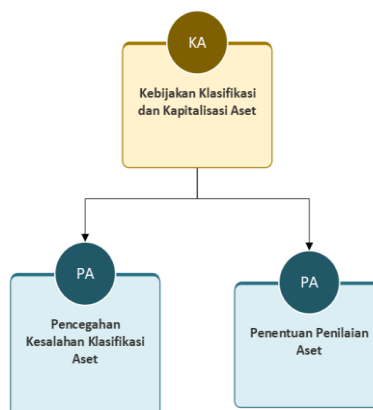 KA
Kebijakan Klasifikasi
dan Kapitalisasi Aset
PA
Pencegahan
Kesalahan Klasifikasi
Aset
PA
Penentuan Penilaian
Aset